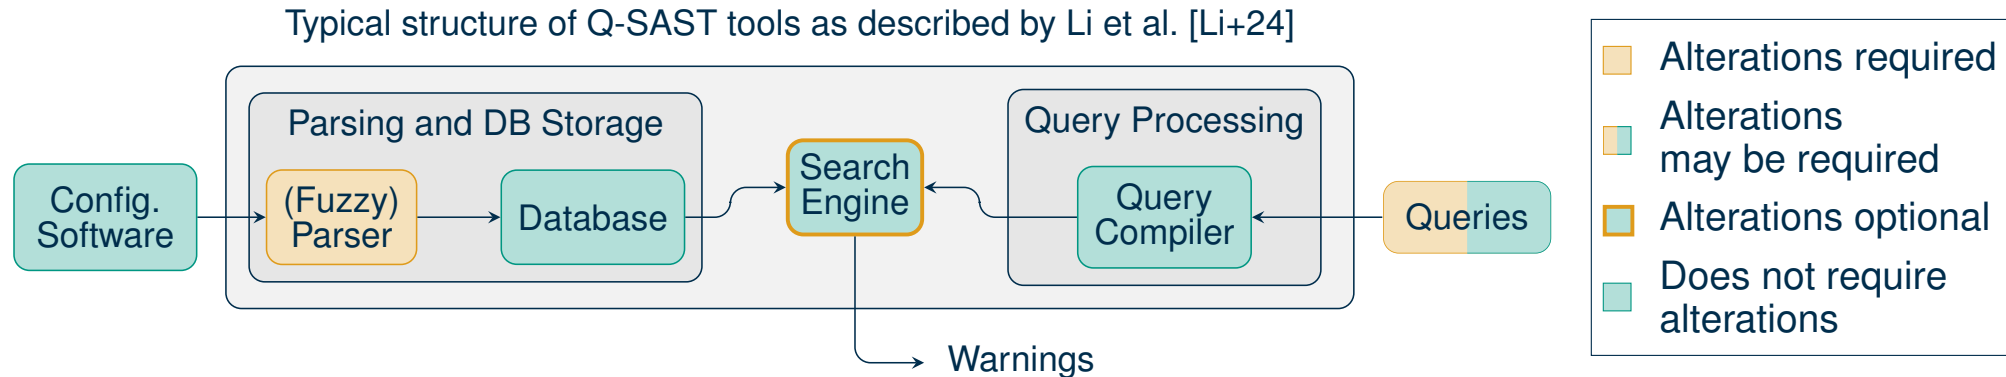 Typical structure of Q-SAST tools as described by Li et al. [Li+24]
Parsing and DB Storage
Query Processing
Config.
Software
(Fuzzy)
Parser
Database
Search
Engine
Query
Compiler
Queries
Warnings
Alterations required
Alterations
may be required
Alterations optional
Does not require
alterations